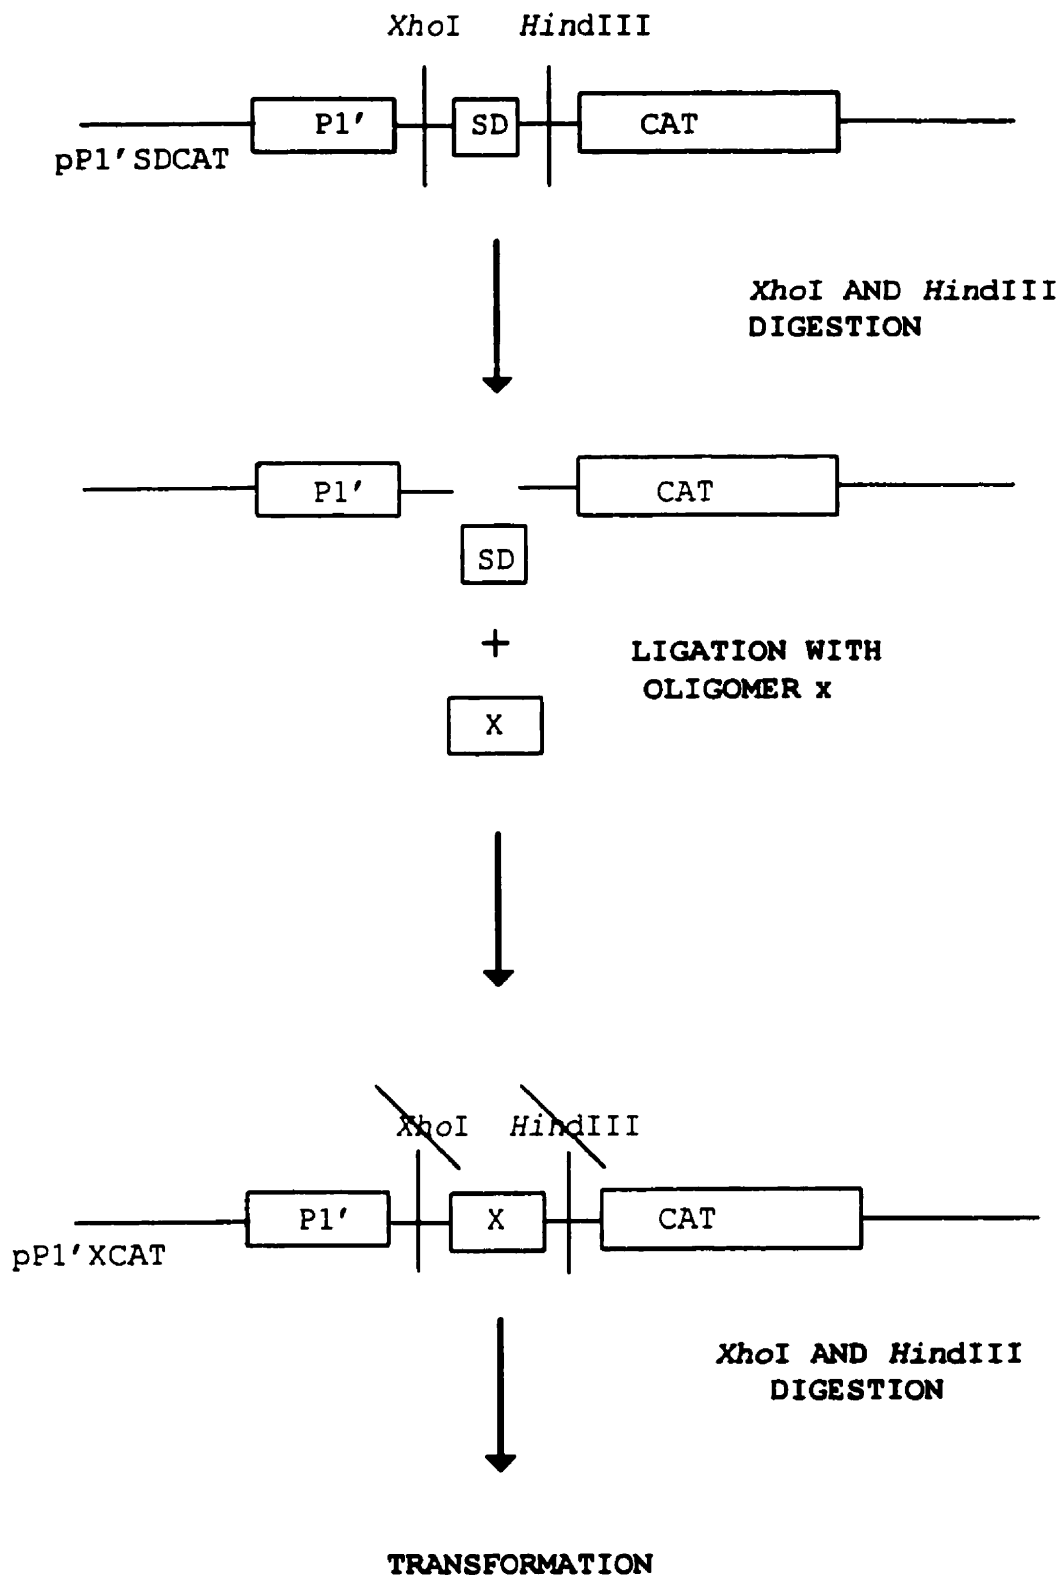 XhoI HindIII
P1' SD CAT
pP1'SDCAT
XhoI AND HindIII
DIGESTION
P1' CAT
SD
+
LIGATION WITH
OLIGOMER x
X
XhoI HindIII
P1' X CAT
pP1'XCAT
XhoI AND HindIII
DIGESTION
TRANSFORMATION